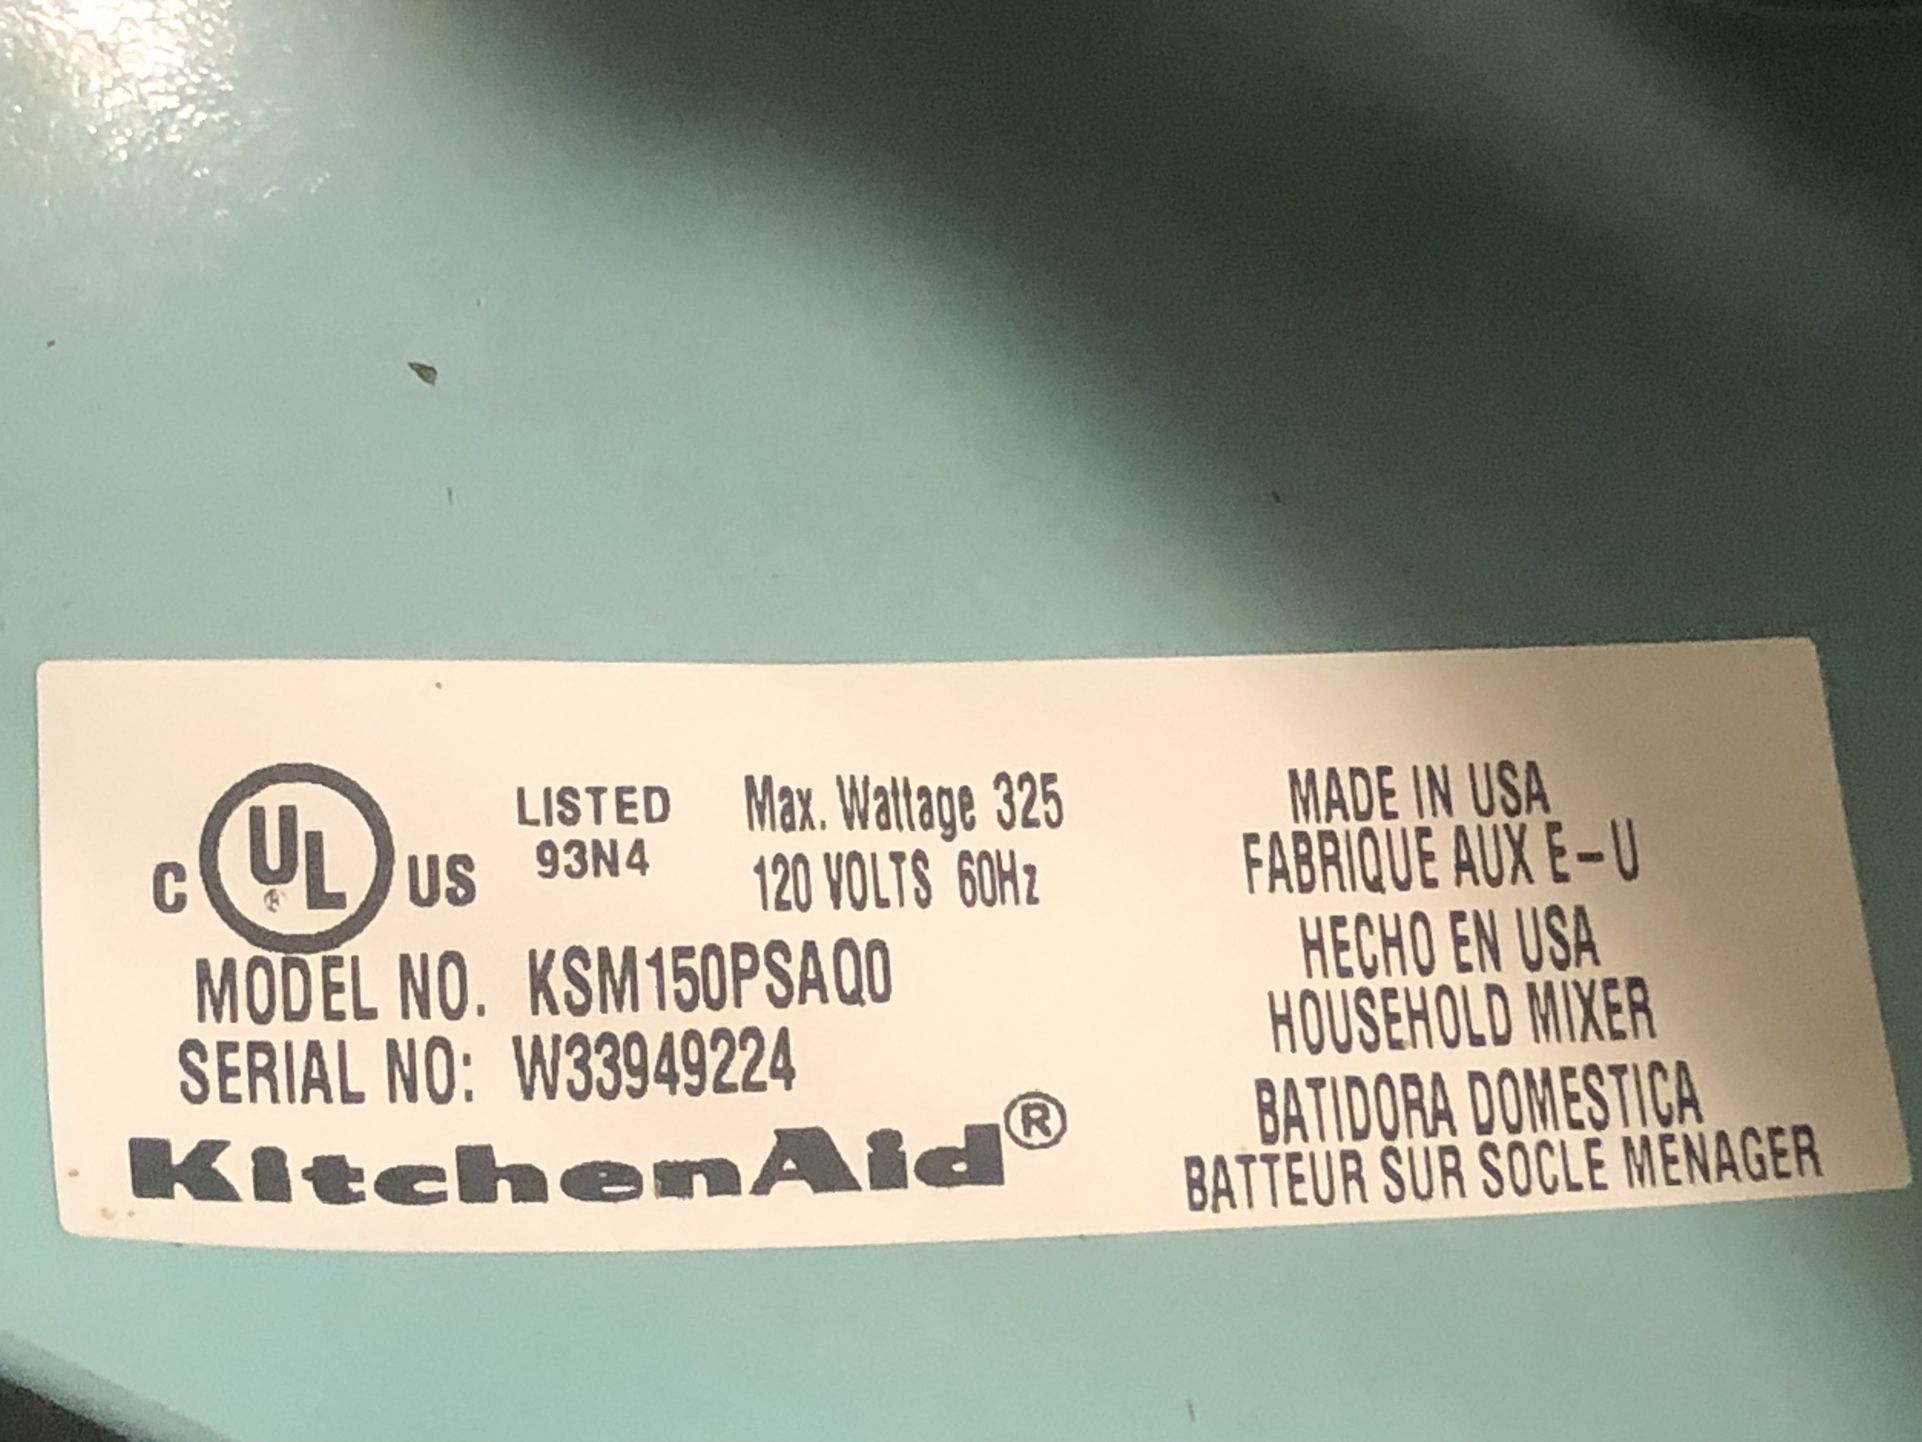 C UL® US
LISTED
93N4
Max. Wattage 325
120 VOLTS 60Hz
MODEL NO. KSM150PSAQ0
SERIAL NO: W33949224
KitchenAid®
MADE IN USA
FABRIQUE AUX E-U
HECHO EN USA
HOUSEHOLD MIXER
BATIDORA DOMESTICA
BATTEUR SUR SOCLE MENAGER